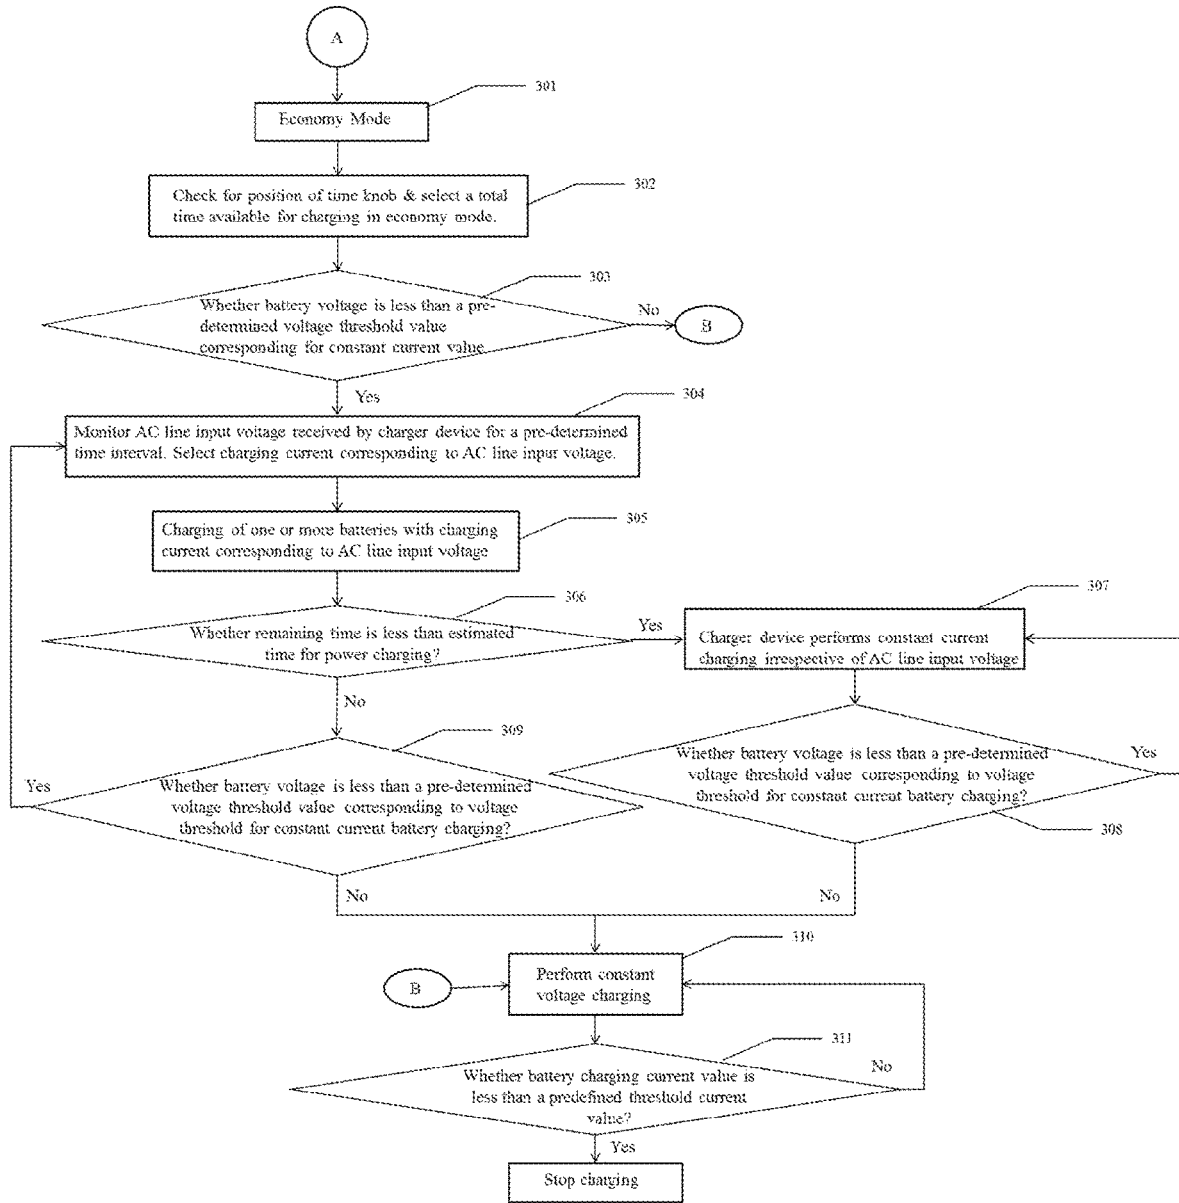 A
301
Economy Mode
302
Check for position of time knob & select a total
time available for charging in economy mode.
303
Whether battery voltage is less than a pre-
determined voltage threshold value
corresponding for constant current value
No
B
Yes
304
Monitor AC line input voltage received by charger device for a pre-determined
time interval. Select charging current corresponding to AC line input voltage.
305
Charging of one or more batteries with charging
current corresponding to AC line input voltage
306
Whether remaining time is less than estimated
time for power charging?
Yes
307
Charger device performs constant current
charging irrespective of AC line input voltage
No
309
Whether battery voltage is less than a pre-determined
voltage threshold value corresponding to voltage
threshold for constant current battery charging?
Yes
Whether battery voltage is less than a pre-determined
voltage threshold value corresponding to voltage
threshold for constant current battery charging?
Yes
308
No
No
310
Perform constant
voltage charging
B
311
Whether battery charging current value is
less than a predefined threshold current
value?
No
Yes
Stop charging